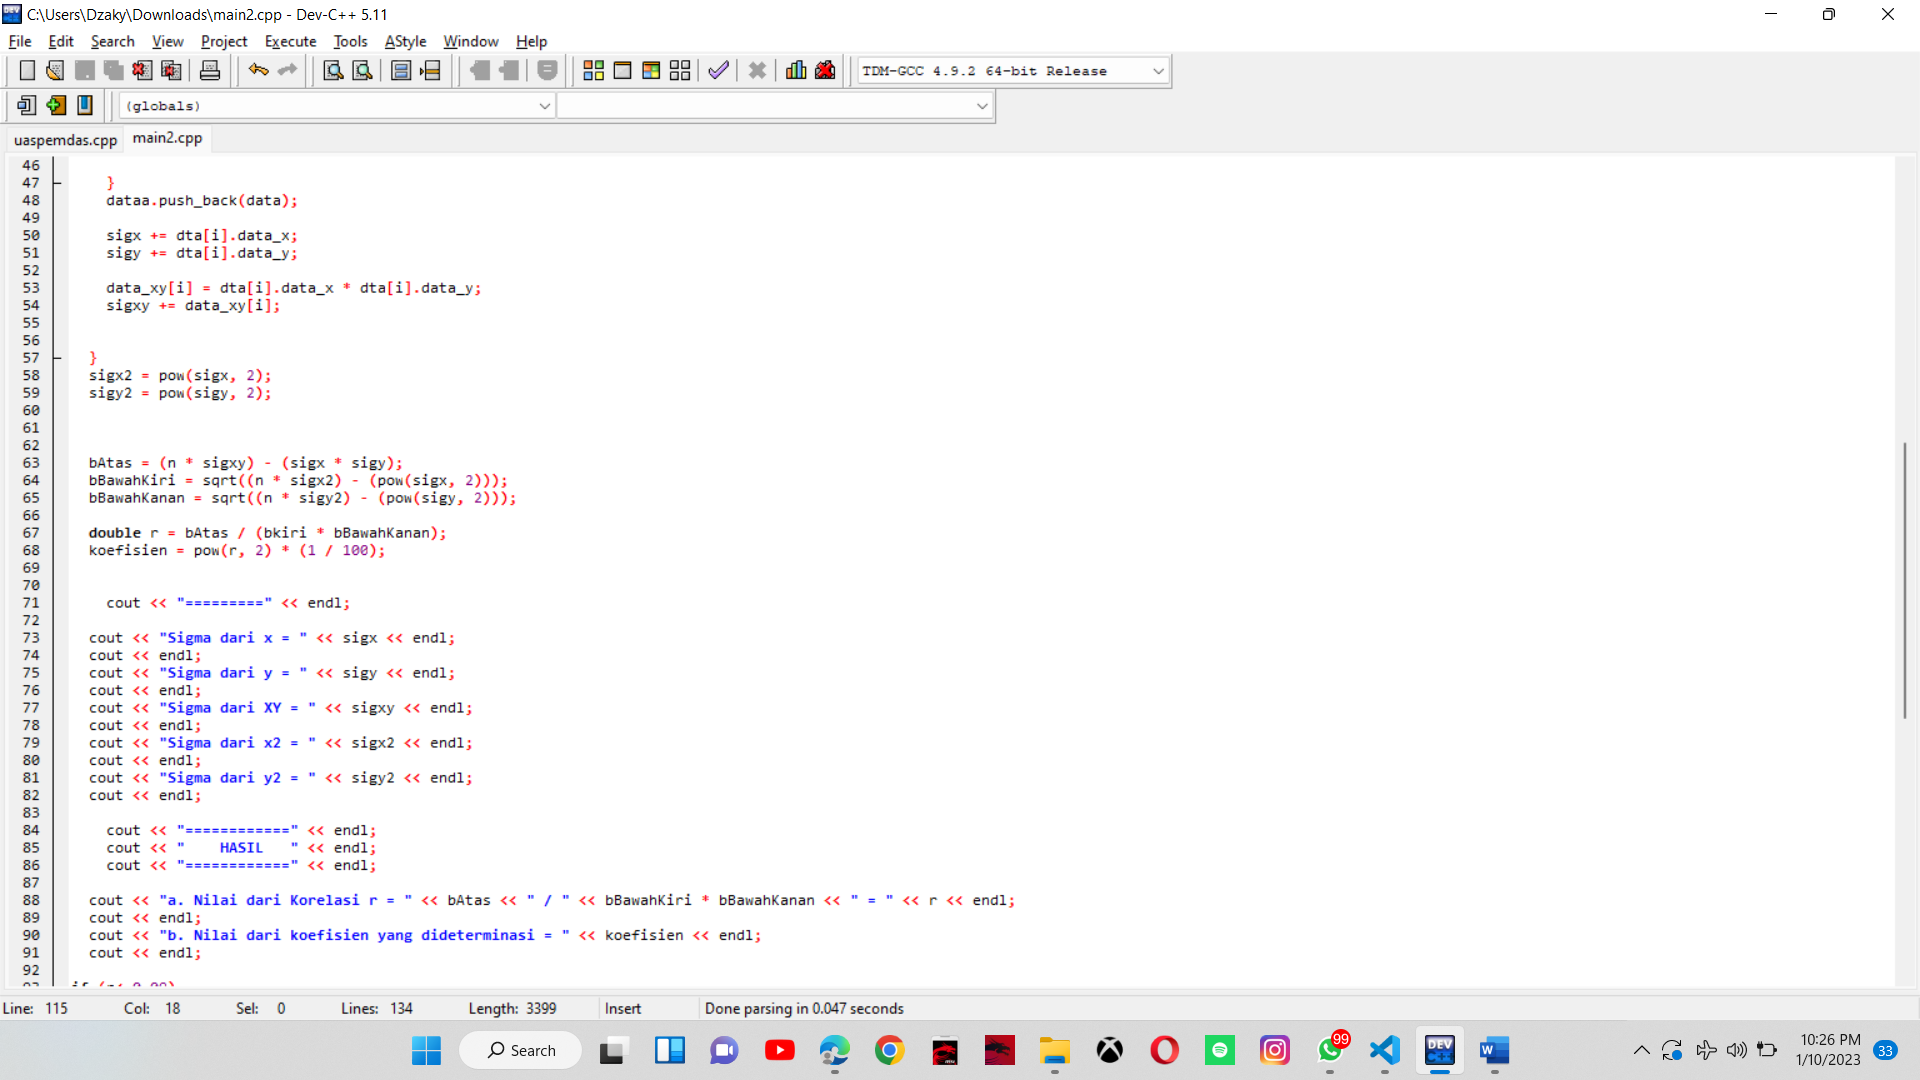 C:\Users\Dzaky\Downloads\main2.cpp - Dev-C++ 5.11
File Edit Search View Project Execute Tools AStyle Window Help
TDM-GCC 4.9.2 64-bit Release
(globals)
uaspemdas.cpp main2.cpp
46
47 }
48 dataa.push_back(data);
49
50 sigx += dta[i].data_x;
51 sigy += dta[i].data_y;
52
53 data_xy[i] = dta[i].data_x * dta[i].data_y;
54 sigxy += data_xy[i];
55
56
57 }
58 sigx2 = pow(sigx, 2);
59 sigy2 = pow(sigy, 2);
60
61
62
63 bAtas = (n * sigxy) - (sigx * sigy);
64 bBawahKiri = sqrt((n * sigx2) - (pow(sigx, 2)));
65 bBawahKanan = sqrt((n * sigy2) - (pow(sigy, 2)));
66
67 double r = bAtas / (bkiri * bBawahKanan);
68 koefisien = pow(r, 2) * (1 / 100);
69
70
71 cout << "=========" << endl;
72
73 cout << "Sigma dari x = " << sigx << endl;
74 cout << endl;
75 cout << "Sigma dari y = " << sigy << endl;
76 cout << endl;
77 cout << "Sigma dari XY = " << sigxy << endl;
78 cout << endl;
79 cout << "Sigma dari x2 = " << sigx2 << endl;
80 cout << endl;
81 cout << "Sigma dari y2 = " << sigy2 << endl;
82 cout << endl;
83
84 cout << "============" << endl;
85 cout << "    HASIL   " << endl;
86 cout << "============" << endl;
87
88 cout << "a. Nilai dari Korelasi r = " << bAtas << " / " << bBawahKiri * bBawahKanan << " = " << r << endl;
89 cout << endl;
90 cout << "b. Nilai dari koefisien yang dideterminasi = " << koefisien << endl;
91 cout << endl;
92
Line: 115 Col: 18 Sel: 0 Lines: 134 Length: 3399 Insert Done parsing in 0.047 seconds
Search
DEV C++
W
99
10:26 PM
1/10/2023
33